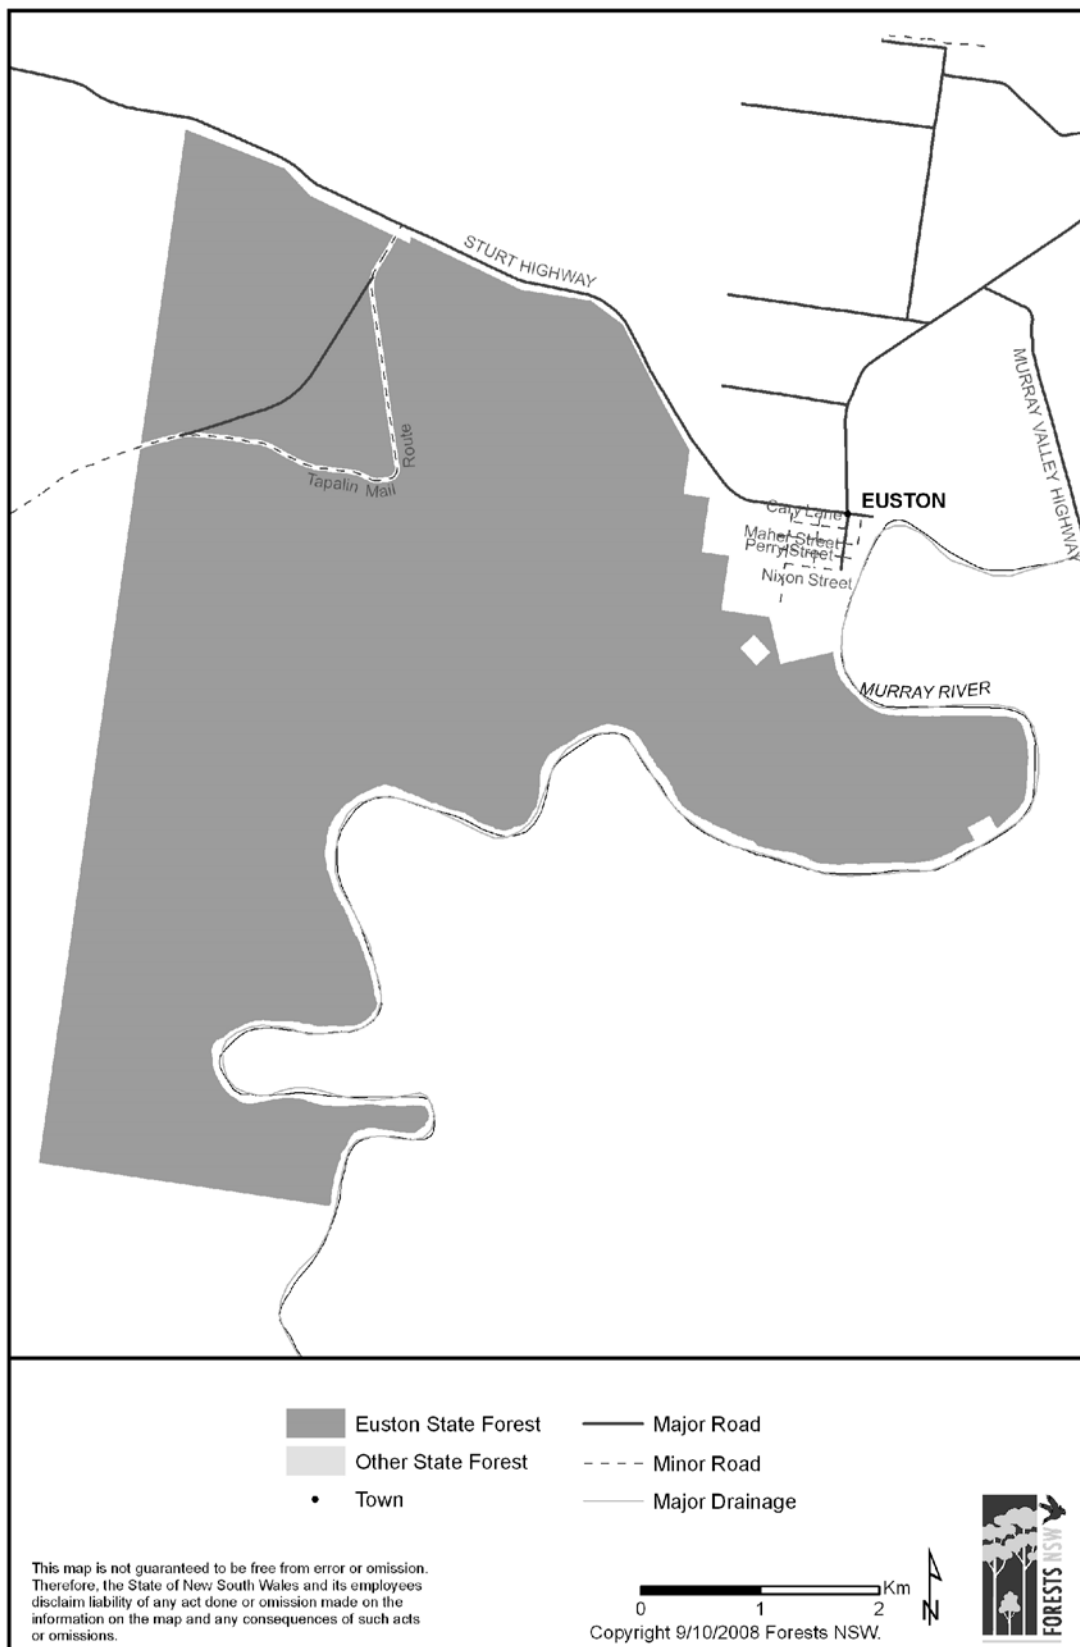 STURT HIGHWAY
MURRAY VALLEY HIGHWAY
Route
Tapalin Mail
EUSTON
Cary Lane
Maher Street
Perry Street
Nixon Street
MURRAY RIVER
Euston State Forest
Major Road
Other State Forest
Minor Road
Town
Major Drainage
This map is not guaranteed to be free from error or omission.
Therefore, the State of New South Wales and its employees
disclaim liability of any act done or omission made on the
information on the map and any consequences of such acts
or omissions.
Km
0 1 2
N
Copyright 9/10/2008 Forests NSW.
FORESTS NSW